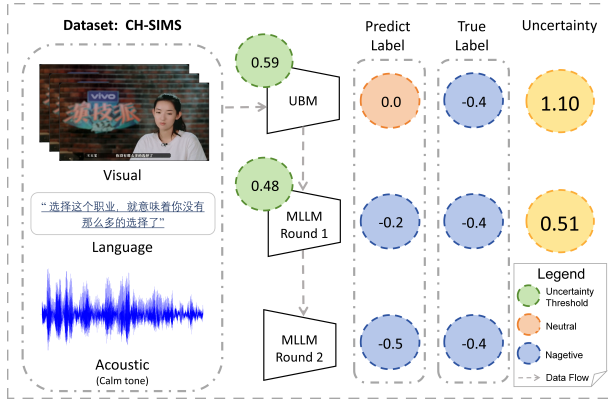 Dataset: CH-SIMS
vivo
Visual
“ 选择这个职业，就意味着你没有
那么多的选择了”
Language
Acoustic
(Calm tone)
0.59
UBM
0.48
MLLM
Round 1
MLLM
Round 2
Predict
Label
0.0
-0.2
-0.5
True
Label
-0.4
-0.4
-0.4
Uncertainty
1.10
0.51
Legend
Uncertainty
Threshold
Neutral
Nagetive
Data Flow